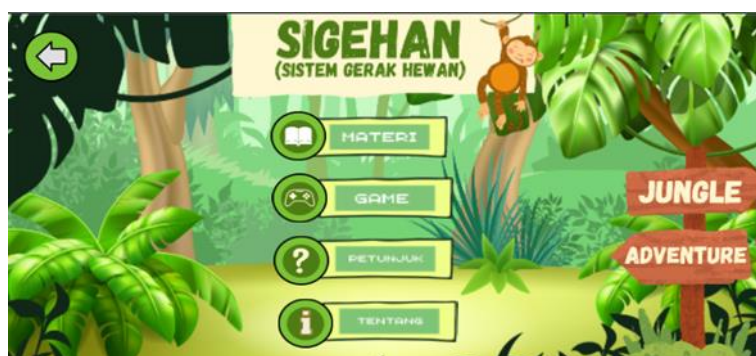 SIGEHAN
(SISTEM GERAK HEWAN)
MATERI
GAME
PETUNJUK
TENTANG
JUNGLE
ADVENTURE